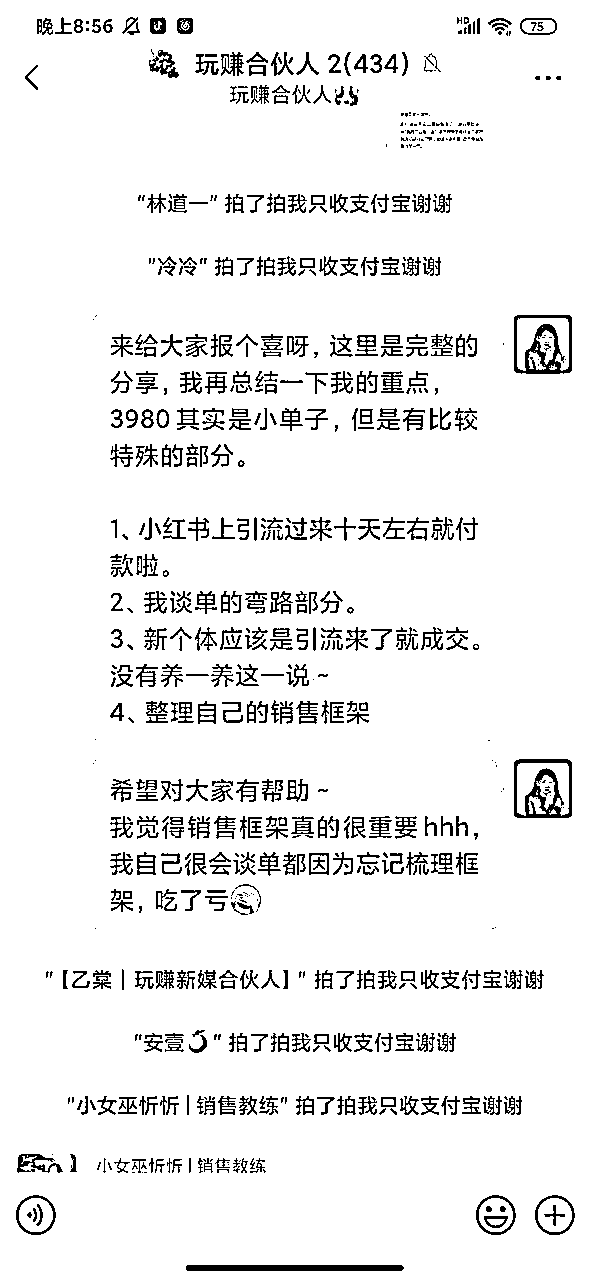 晚上8:56
HD
75
玩赚合伙人 2(434)
玩赚合伙人
“林道一” 拍了拍我只收支付宝谢谢
“冷冷” 拍了拍我只收支付宝谢谢
来给大家报个喜呀，这里是完整的
分享，我再总结一下我的重点，
3980 其实是小单子，但是有比较
特殊的部分。
1、小红书上引流过来十天左右就付
款啦。
2、我谈单的弯路部分。
3、新个体应该是引流来了就成交。
没有养一养这一说 ~
4、整理自己的销售框架
希望对大家有帮助 ~
我觉得销售框架真的很重要 hhh，
我自己很会谈单都因为忘记梳理框
架，吃了亏
“【乙棠｜玩赚新媒合伙人】” 拍了拍我只收支付宝谢谢
“安壹” 拍了拍我只收支付宝谢谢
“小女巫忻忻 | 销售教练” 拍了拍我只收支付宝谢谢
小女巫忻忻 | 销售教练